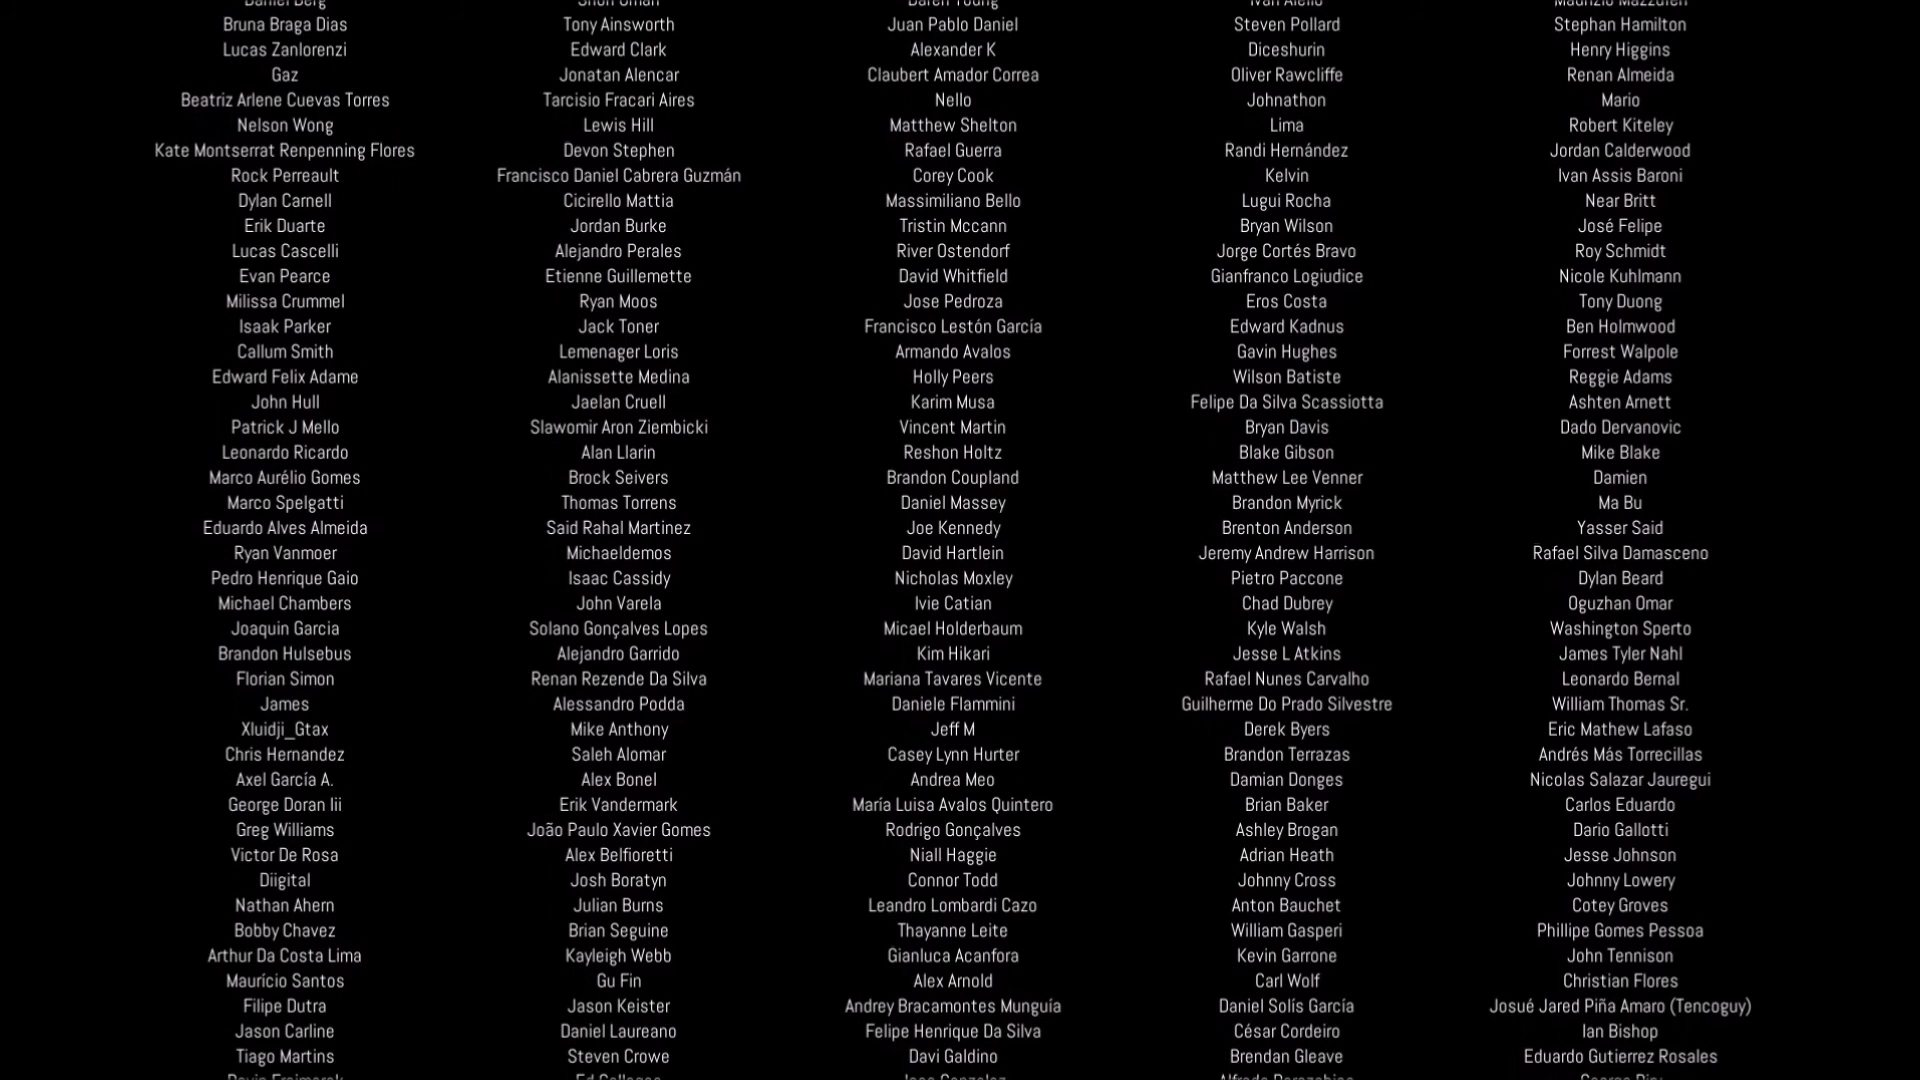 Daniel Berg
Bruna Braga Dias
Lucas Zanlorenzi
Gaz
Beatriz Arlene Cuevas Torres
Nelson Wong
Kate Montserrat Renpenning Flores
Rock Perreault
Dylan Carnell
Erik Duarte
Lucas Cascelli
Evan Pearce
Milissa Crummel
Isaak Parker
Callum Smith
Edward Felix Adame
John Hull
Patrick J Mello
Leonardo Ricardo
Marco Aurélio Gomes
Marco Spelgatti
Eduardo Alves Almeida
Ryan Vanmoer
Pedro Henrique Gaio
Michael Chambers
Joaquin Garcia
Brandon Hulsebus
Florian Simon
James
Xluidji_Gtax
Chris Hernandez
Axel García A.
George Doran Iii
Greg Williams
Victor De Rosa
Diigital
Nathan Ahern
Bobby Chavez
Arthur Da Costa Lima
Maurício Santos
Filipe Dutra
Jason Carline
Tiago Martins
Tony Ainsworth
Edward Clark
Jonatan Alencar
Tarcisio Fracari Aires
Lewis Hill
Devon Stephen
Francisco Daniel Cabrera Guzmán
Cicirello Mattia
Jordan Burke
Alejandro Perales
Etienne Guillemette
Ryan Moos
Jack Toner
Lemenager Loris
Alanissette Medina
Jaelan Cruell
Slawomir Aron Ziembicki
Alan Llarin
Brock Seivers
Thomas Torrens
Said Rahal Martinez
Michaeldemos
Isaac Cassidy
John Varela
Solano Gonçalves Lopes
Alejandro Garrido
Renan Rezende Da Silva
Alessandro Podda
Mike Anthony
Saleh Alomar
Alex Bonel
Erik Vandermark
João Paulo Xavier Gomes
Alex Belfioretti
Josh Boratyn
Julian Burns
Brian Seguine
Kayleigh Webb
Gu Fin
Jason Keister
Daniel Laureano
Steven Crowe
Daren Young
Juan Pablo Daniel
Alexander K
Claubert Amador Correa
Nello
Matthew Shelton
Rafael Guerra
Corey Cook
Massimiliano Bello
Tristin Mccann
River Ostendorf
David Whitfield
Jose Pedroza
Francisco Lestón García
Armando Avalos
Holly Peers
Karim Musa
Vincent Martin
Reshon Holtz
Brandon Coupland
Daniel Massey
Joe Kennedy
David Hartlein
Nicholas Moxley
Ivie Catian
Micael Holderbaum
Kim Hikari
Mariana Tavares Vicente
Daniele Flammini
Jeff M
Casey Lynn Hurter
Andrea Meo
María Luisa Avalos Quintero
Rodrigo Gonçalves
Niall Haggie
Connor Todd
Leandro Lombardi Cazo
Thayanne Leite
Gianluca Acanfora
Alex Arnold
Andrey Bracamontes Munguía
Felipe Henrique Da Silva
Davi Galdino
Steven Pollard
Diceshurin
Oliver Rawcliffe
Johnathon
Lima
Randi Hernández
Kelvin
Lugui Rocha
Bryan Wilson
Jorge Cortés Bravo
Gianfranco Logiudice
Eros Costa
Edward Kadnus
Gavin Hughes
Wilson Batiste
Felipe Da Silva Scassiotta
Bryan Davis
Blake Gibson
Matthew Lee Venner
Brandon Myrick
Brenton Anderson
Jeremy Andrew Harrison
Pietro Paccone
Chad Dubrey
Kyle Walsh
Jesse L Atkins
Rafael Nunes Carvalho
Guilherme Do Prado Silvestre
Derek Byers
Brandon Terrazas
Damian Donges
Brian Baker
Ashley Brogan
Adrian Heath
Johnny Cross
Anton Bauchet
William Gasperi
Kevin Garrone
Carl Wolf
Daniel Solís García
César Cordeiro
Brendan Gleave
Stephan Hamilton
Henry Higgins
Renan Almeida
Mario
Robert Kiteley
Jordan Calderwood
Ivan Assis Baroni
Near Britt
José Felipe
Roy Schmidt
Nicole Kuhlmann
Tony Duong
Ben Holmwood
Forrest Walpole
Reggie Adams
Ashten Arnett
Dado Dervanovic
Mike Blake
Damien
Ma Bu
Yasser Said
Rafael Silva Damasceno
Dylan Beard
Oguzhan Omar
Washington Sperto
James Tyler Nahl
Leonardo Bernal
William Thomas Sr.
Eric Mathew Lafaso
Andrés Más Torrecillas
Nicolas Salazar Jauregui
Carlos Eduardo
Dario Gallotti
Jesse Johnson
Johnny Lowery
Cotey Groves
Phillipe Gomes Pessoa
John Tennison
Christian Flores
Josué Jared Piña Amaro (Tencoguy)
Ian Bishop
Eduardo Gutierrez Rosales